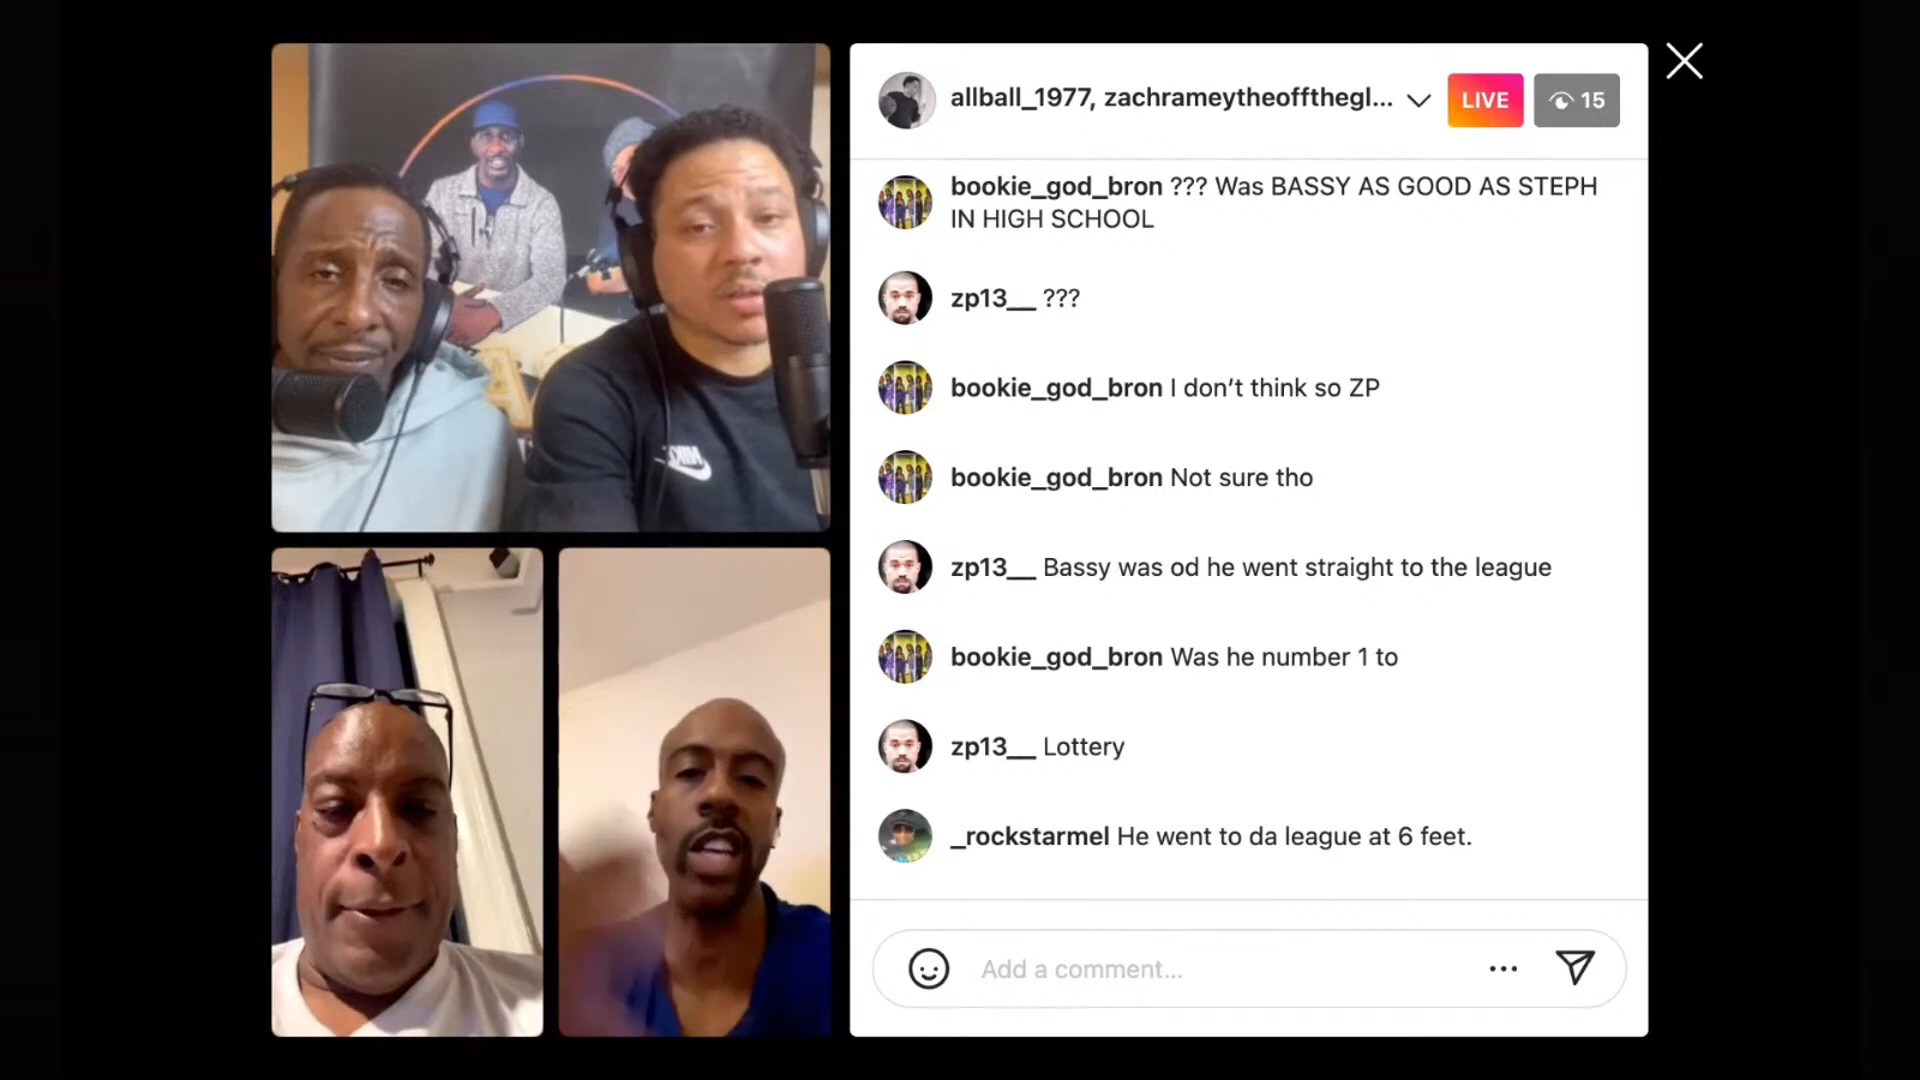 allball_1977, zachrameytheoffthegl...
LIVE
15
bookie_god_bron ??? Was BASSY AS GOOD AS STEPH
IN HIGH SCHOOL
zp13__ ???
bookie_god_bron I don’t think so ZP
bookie_god_bron Not sure tho
zp13__ Bassy was od he went straight to the league
bookie_god_bron Was he number 1 to
zp13__ Lottery
_rockstarmel He went to da league at 6 feet.
Add a comment...
NIKE